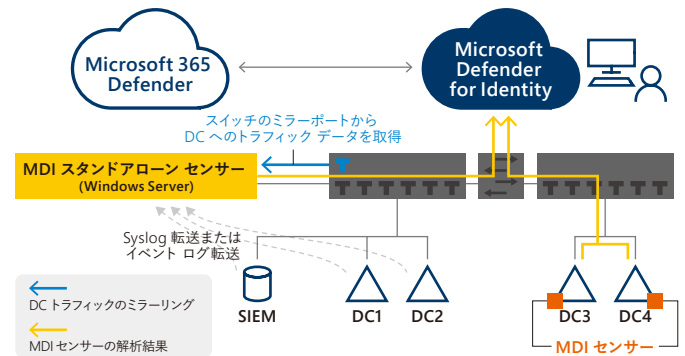 Microsoft 365
Defender
Microsoft
Defender
for Identity
スイッチのミラーポートから
DC へのトラフィック データを取得
MDI スタンドアローン センサー
(Windows Server)
Syslog 転送または
イベント ログ転送
SIEM
DC1
DC2
DC3
DC4
MDI センサー
DC トラフィックのミラーリング
MDI センサーの解析結果